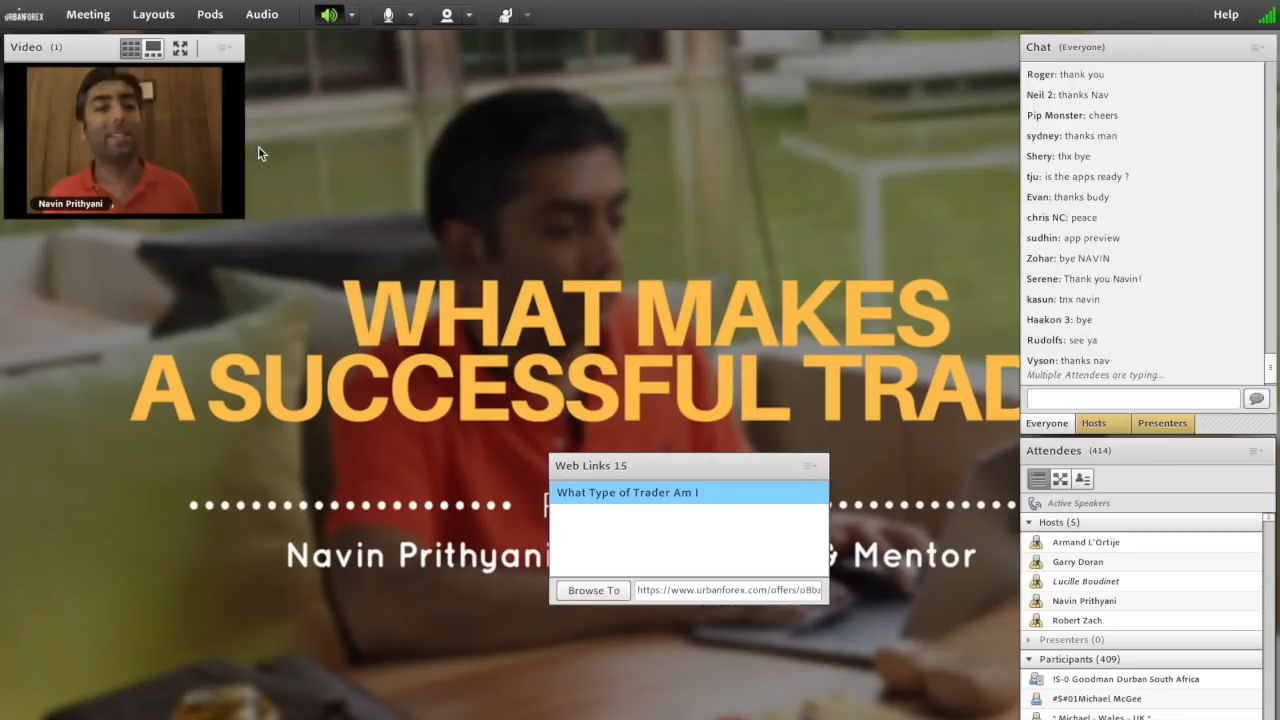 URBANFOREX
Meeting Layouts Pods Audio Help
Video (1)
Navin Prithyani
WHAT MAKES
A SUCCESSFUL TRAD
Navin Prithyani & Mentor
Web Links 15
What Type of Trader Am I
Browse To https://www.urbanforex.com/offers/oBbz
Chat (Everyone)
Roger: thank you
Neil 2: thanks Nav
Pip Monster: cheers
sydney: thanks man
Shery: thx bye
tju: is the apps ready ?
Evan: thanks budy
chris NC: peace
sudhin: app preview
Zohar: bye NAVIN
Serene: Thank you Navin!
kasun: tnx navin
Haakon 3: bye
Rudolfs: see ya
Vyson: thanks nav
Multiple Attendees are typing...
Everyone Hosts Presenters
Attendees (414)
Active Speakers
Hosts (5)
Armand L'Ortije
Garry Doran
Lucille Boudinet
Navin Prithyani
Robert Zach
Presenters (0)
Participants (409)
!$-0 Goodman Durban South Africa
#$#01Michael McGee
* Michael - Wales - UK *